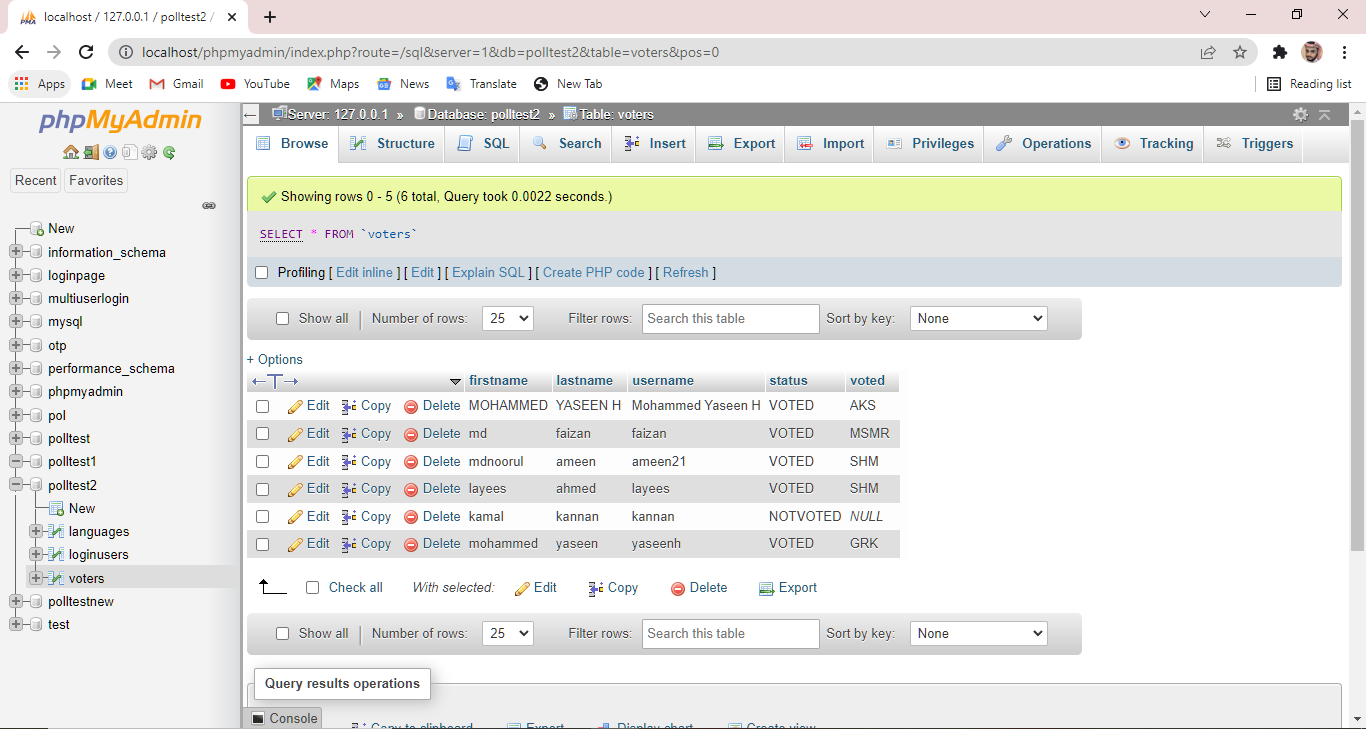 localhost / 127.0.0.1 / polltest2 /
localhost/phpmyadmin/index.php?route=/sql&server=1&db=polltest2&table=voters&pos=0
Apps Meet Gmail YouTube Maps News Translate New Tab Reading list
phpMyAdmin
Recent Favorites
New
information_schema
loginpage
multiuserlogin
mysql
otp
performance_schema
phpmyadmin
pol
polltest
polltest1
polltest2
New
languages
loginusers
voters
polltestnew
test
Server: 127.0.0.1 » Database: polltest2 » Table: voters
Browse Structure SQL Search Insert Export Import Privileges Operations Tracking Triggers
Showing rows 0 - 5 (6 total, Query took 0.0022 seconds.)
SELECT * FROM `voters`
Profiling [ Edit inline ] [ Edit ] [ Explain SQL ] [ Create PHP code ] [ Refresh ]
Show all | Number of rows: 25 Filter rows: Search this table Sort by key: None
+ Options
←T→ firstname lastname username status voted
Edit Copy Delete MOHAMMED YASEEN H Mohammed Yaseen H VOTED AKS
Edit Copy Delete md faizan faizan VOTED MSMR
Edit Copy Delete mdnoorul ameen ameen21 VOTED SHM
Edit Copy Delete layees ahmed layees VOTED SHM
Edit Copy Delete kamal kannan kannan NOTVOTED NULL
Edit Copy Delete mohammed yaseen yaseenh VOTED GRK
Check all With selected: Edit Copy Delete Export
Show all | Number of rows: 25 Filter rows: Search this table Sort by key: None
Query results operations
Console
Copy to clipboard Export Display chart Create view